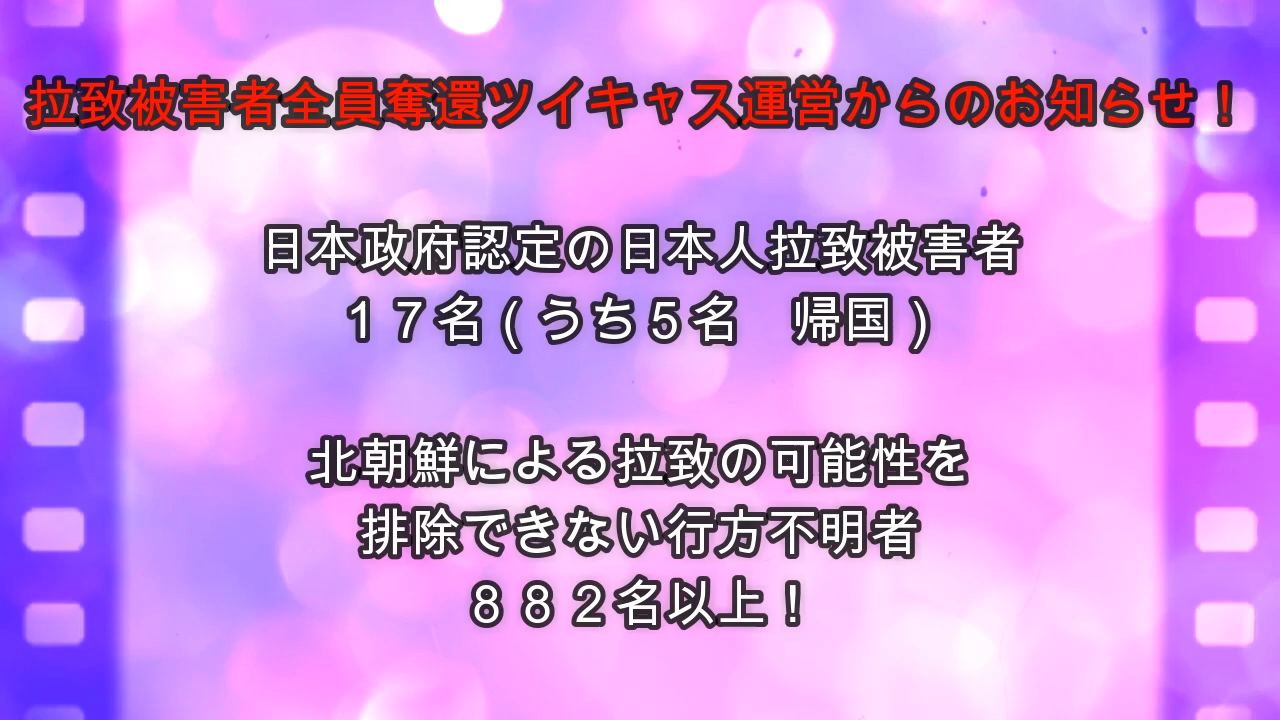 拉致被害者全員奪還ツイキャス運営からのお知らせ！
日本政府認定の日本人拉致被害者
１７名（うち５名　帰国）
北朝鮮による拉致の可能性を
排除できない行方不明者
８８２名以上！